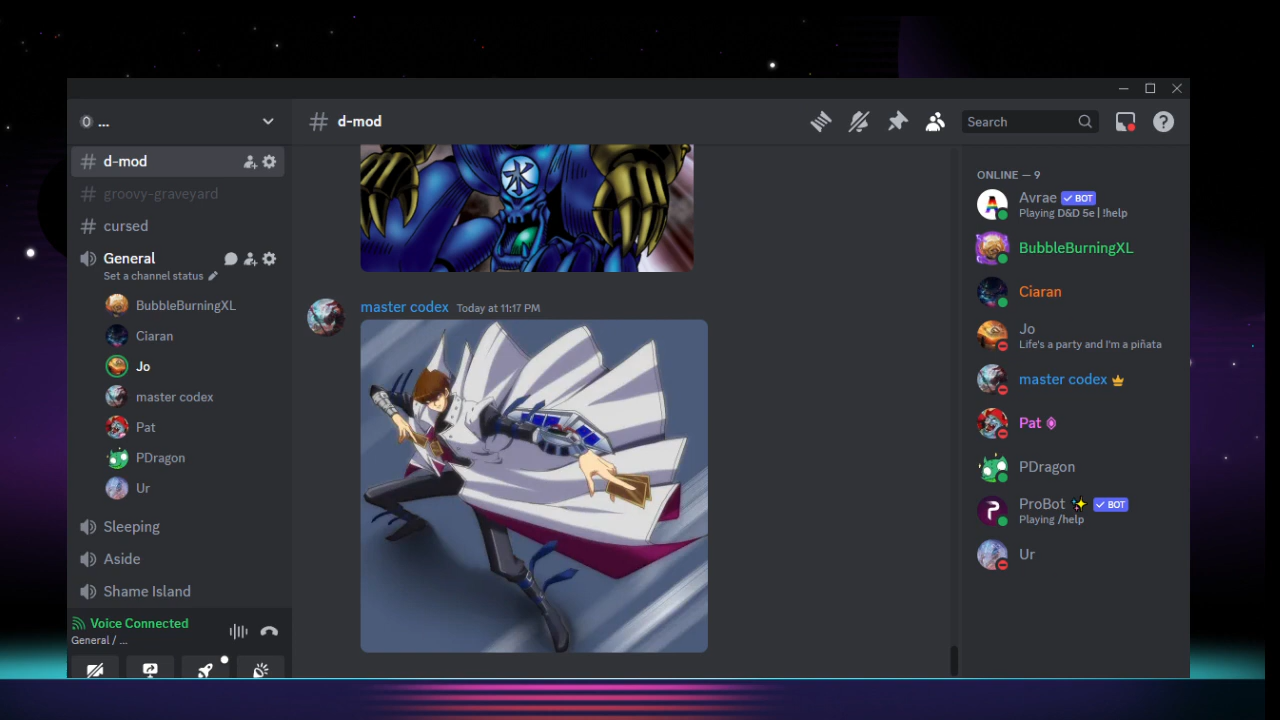 ...
d-mod
groovy-graveyard
cursed
General
Set a channel status
BubbleBurningXL
Ciaran
Jo
master codex
Pat
PDragon
Ur
Sleeping
Aside
Shame Island
Voice Connected
General / ...
d-mod
Search
水
master codex Today at 11:17 PM
ONLINE — 9
Avrae BOT
Playing D&D 5e | !help
BubbleBurningXL
Ciaran
Jo
Life's a party and I'm a piñata
master codex
Pat
PDragon
ProBot ✨ BOT
Playing /help
Ur